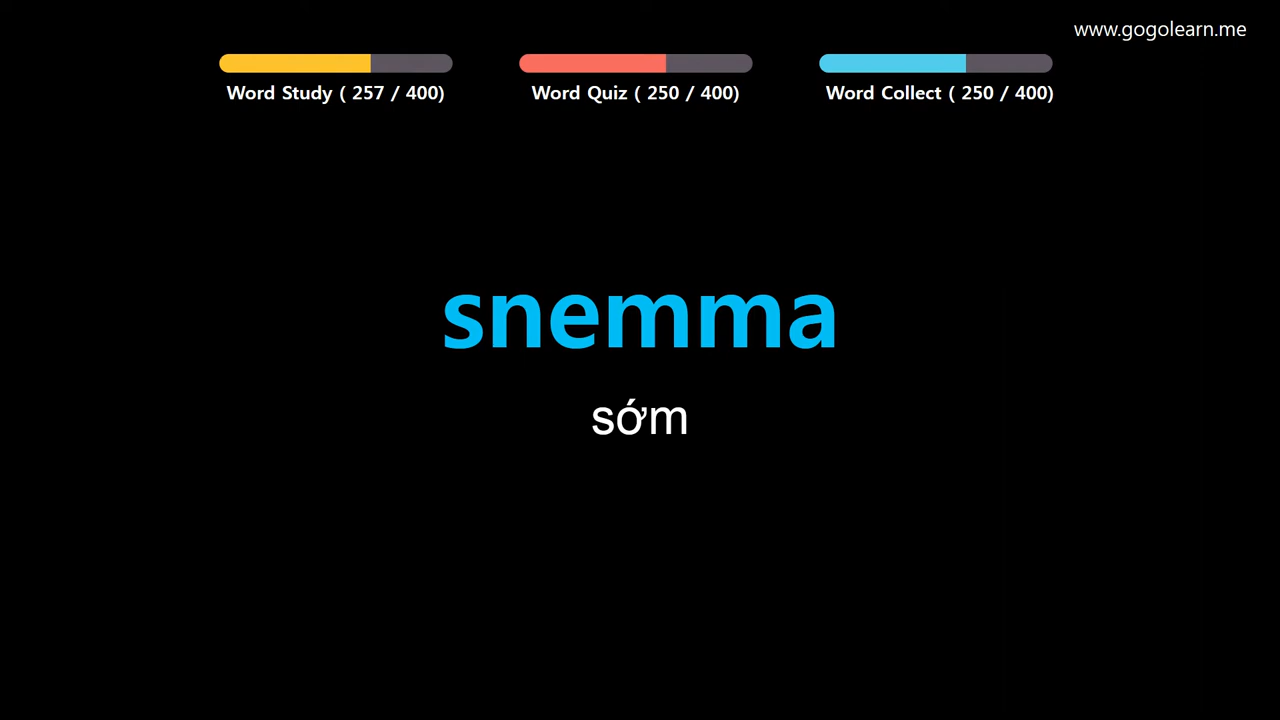 www.gogolearn.me
Word Study ( 257 / 400)
Word Quiz ( 250 / 400)
Word Collect ( 250 / 400)
snemma
sớm